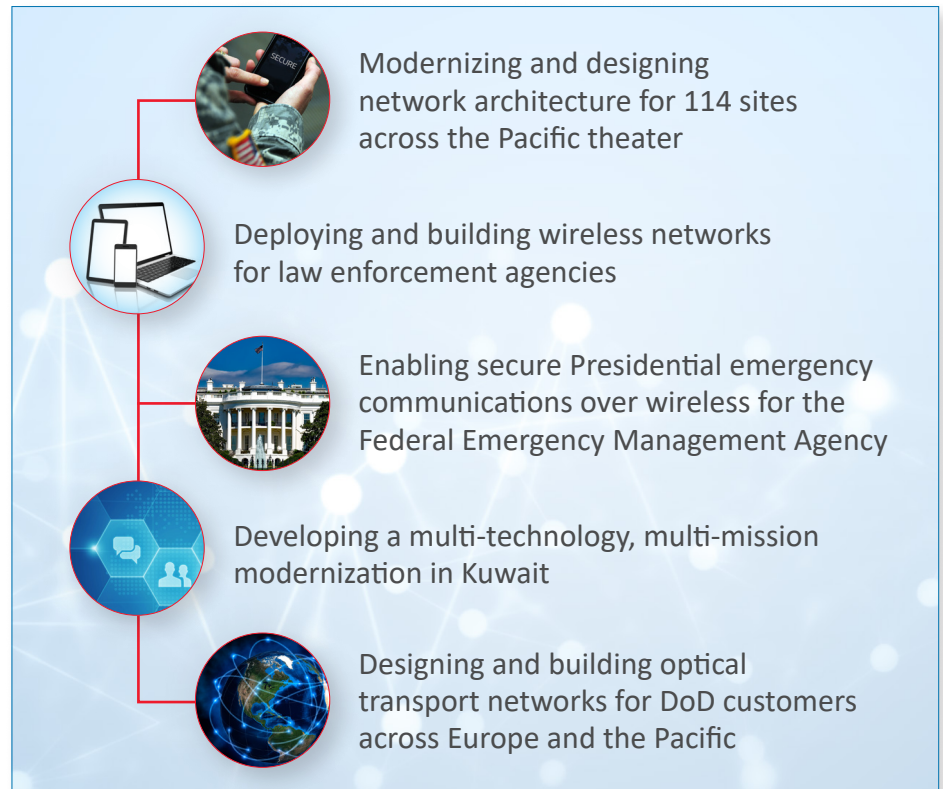 SECURE
Modernizing and designing
network architecture for 114 sites
across the Pacific theater
Deploying and building wireless networks
for law enforcement agencies
Enabling secure Presidential emergency
communications over wireless for the
Federal Emergency Management Agency
Developing a multi-technology, multi-mission
modernization in Kuwait
Designing and building optical
transport networks for DoD customers
across Europe and the Pacific